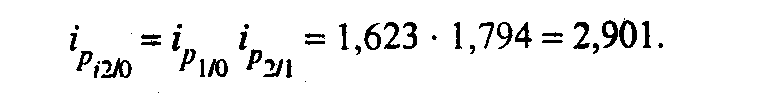 i_{p_{i2/0}} = i_{p_{1/0}} i_{p_{2/1}} = 1,623 · 1,794 = 2,901.